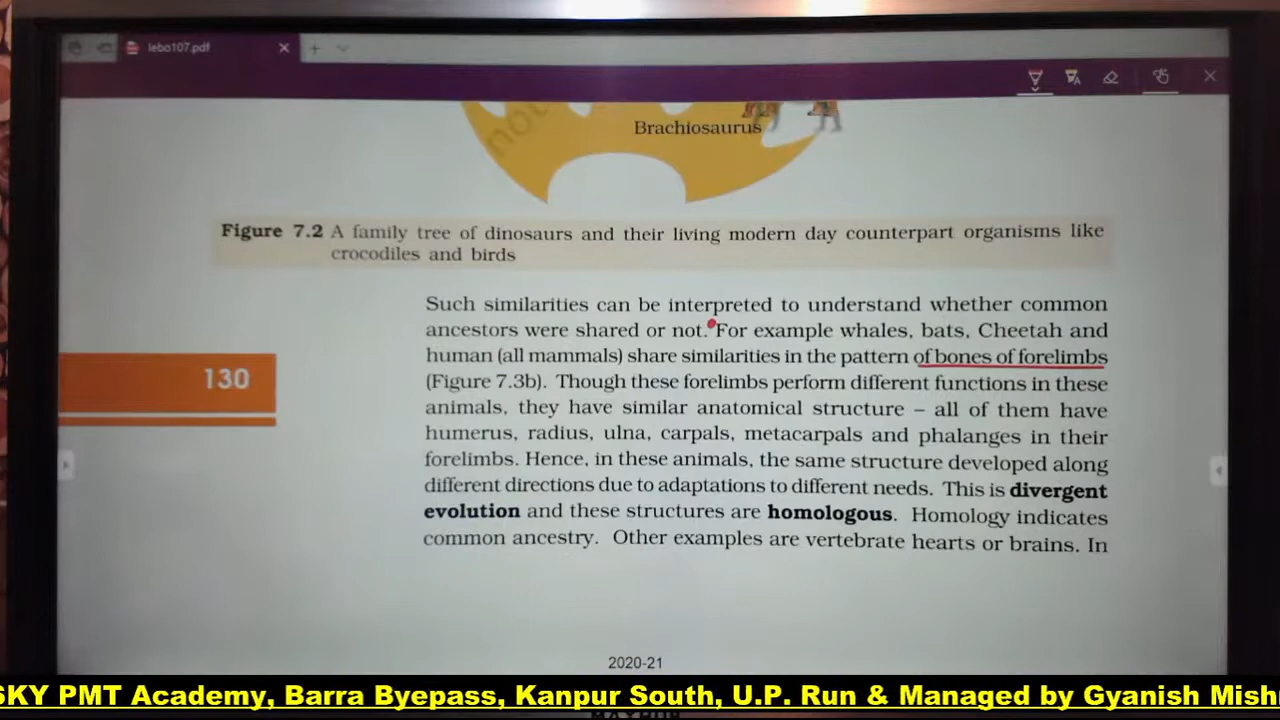 lebo107.pdf
Brachiosaurus
Figure 7.2 A family tree of dinosaurs and their living modern day counterpart organisms like
crocodiles and birds
Such similarities can be interpreted to understand whether common
ancestors were shared or not. For example whales, bats, Cheetah and
human (all mammals) share similarities in the pattern of bones of forelimbs
(Figure 7.3b). Though these forelimbs perform different functions in these
animals, they have similar anatomical structure – all of them have
humerus, radius, ulna, carpals, metacarpals and phalanges in their
forelimbs. Hence, in these animals, the same structure developed along
different directions due to adaptations to different needs. This is divergent
evolution and these structures are homologous. Homology indicates
common ancestry. Other examples are vertebrate hearts or brains. In
130
2020-21
SKY PMT Academy, Barra Byepass, Kanpur South, U.P. Run & Managed by Gyanish